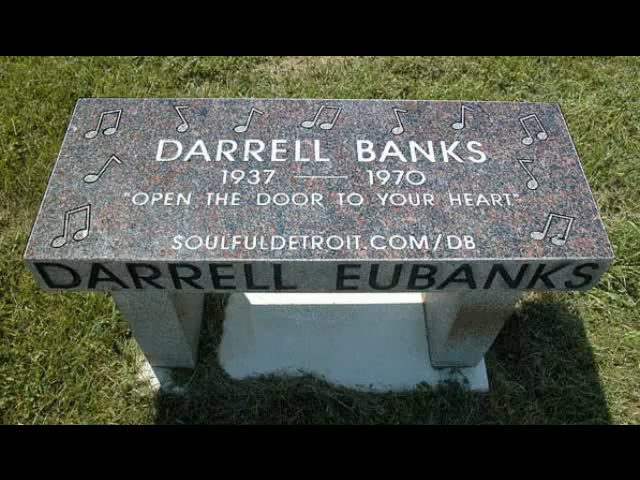 DARRELL BANKS
1937 — 1970
"OPEN THE DOOR TO YOUR HEART"
SOULFULDETROIT.COM/DB
DARRELL EUBANKS